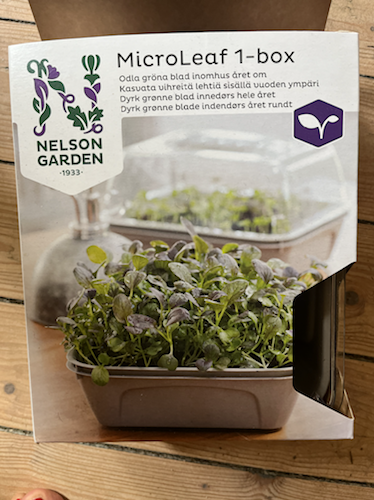 MicroLeaf 1-box
Odla gröna blad inomhus året om
Kasvata vihreitä lehtiä sisällä vuoden ympäri
Dyrk grønne blad innedørs hele året
Dyrk grønne blade indendørs året rundt
NELSON
GARDEN
·1933·